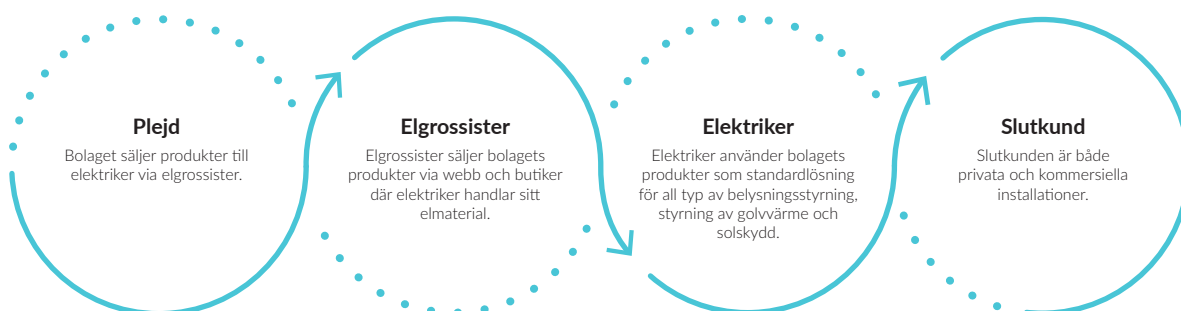 Plejd
Bolaget säljer produkter till
elektriker via elgrossister.
Elgrossister
Elgrossister säljer bolagets
produkter via webb och butiker
där elektriker handlar sitt
elmaterial.
Elektriker
Elektriker använder bolagets
produkter som standardlösning
för all typ av belysningsstyrning,
styrning av golvvärme och
solskydd.
Slutkund
Slutkunden är både
privata och kommersiella
installationer.